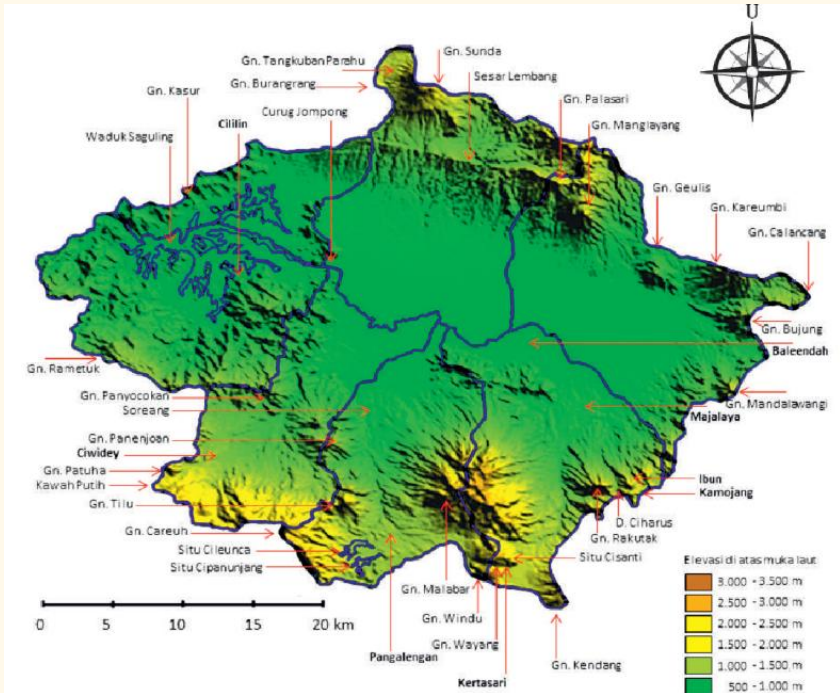 U
Gn. Tangkuban Parahu
Gn. Sunda
Gn. Burangrang
Sesar Lembang
Gn. Kasur
Curug Jompong
Gn. Palasari
Cililin
Gn. Manglayang
Waduk Saguling
Gn. Geulis
Gn. Kareumbi
Gn. Calancang
Gn. Bujung
Baleendah
Gn. Rametuk
Gn. Panyocokan
Gn. Mandalawangi
Soreang
Majalaya
Gn. Panenjoan
Ciwidey
Gn. Patuha
Ibun
Kawah Putih
Kamojang
Gn. Tilu
D. Ciharus
Gn. Rakutak
Gn. Careuh
Situ Cileunca
Situ Cisanti
Situ Cipanunjang
Gn. Malabar
Gn. Windu
Gn. Wayang
Gn. Kendang
Pangalengan
Kertasari
0 5 10 15 20 km
Elevasi di atas muka laut
3.000 - 3.500 m
2.500 - 3.000 m
2.000 - 2.500 m
1.500 - 2.000 m
1.000 - 1.500 m
500 - 1.000 m